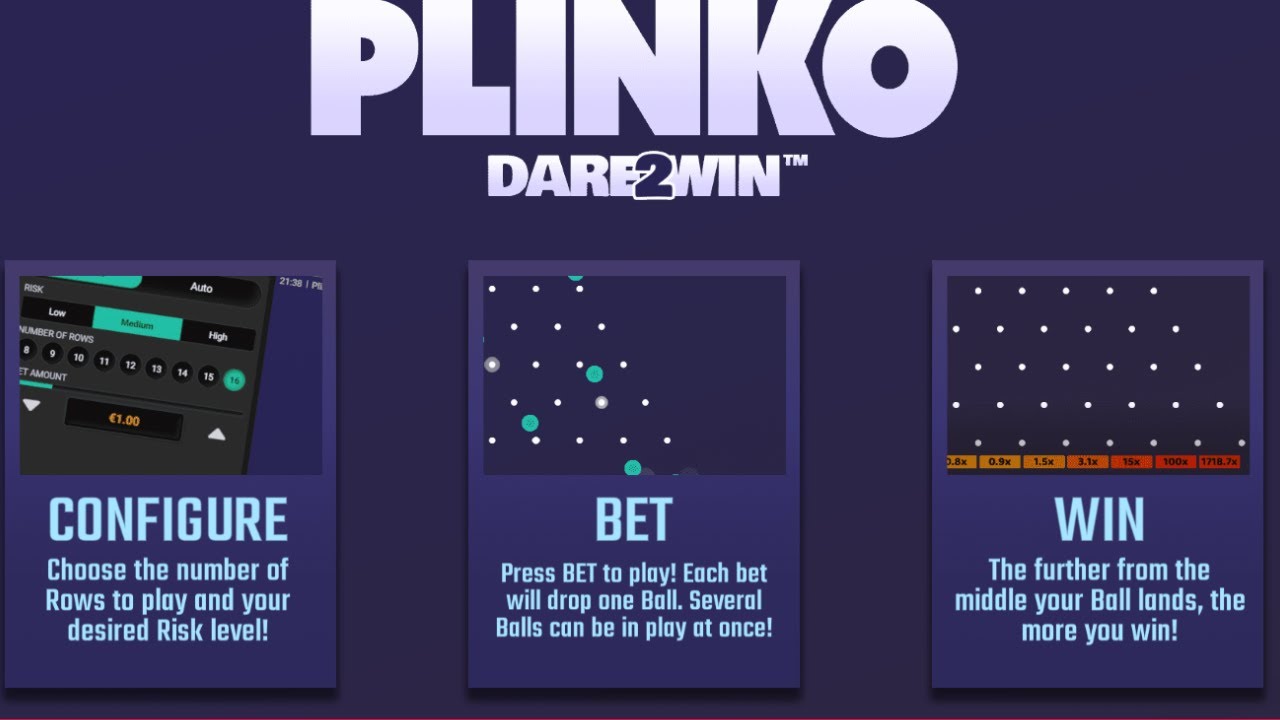 PLINKO
DARE2WIN™
RISK
Auto
21:38 | Pli
Low
Medium
High
NUMBER OF ROWS
8 9 10 11 12 13 14 15 16
ET AMOUNT
€1.00
0.8x 0.9x 1.5x 3.1x 15x 100x 1718.7x
CONFIGURE
Choose the number of
Rows to play and your
desired Risk level!
BET
Press BET to play! Each bet
will drop one Ball. Several
Balls can be in play at once!
WIN
The further from the
middle your Ball lands, the
more you win!